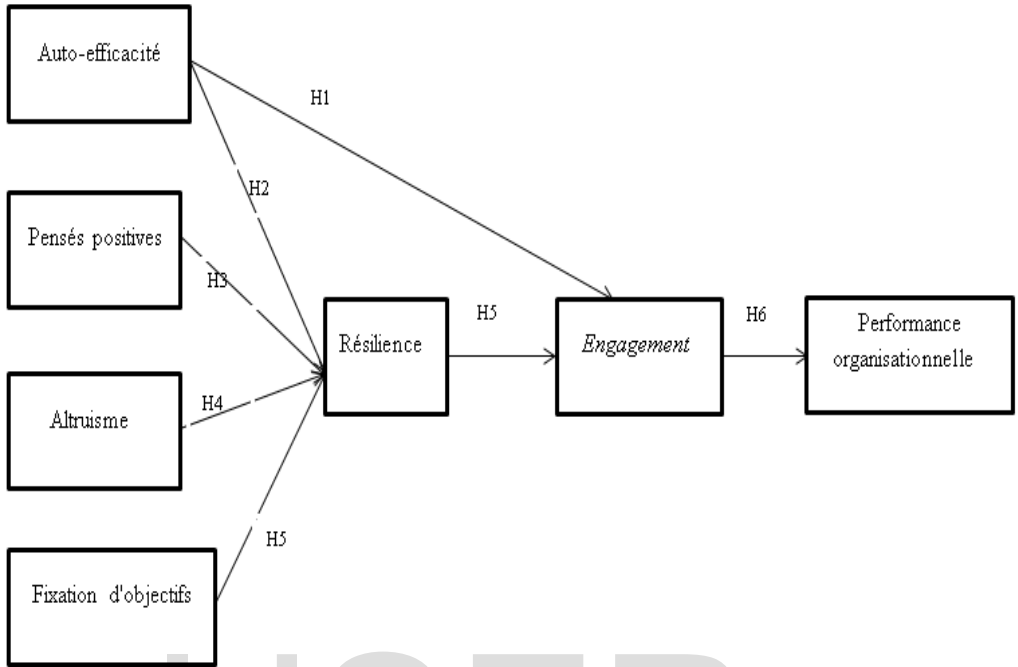 Auto-efficacité
H1
H2
Pensés positives
H3
Résilience
H5
Engagement
H6
Performance
organisationnelle
Altruisme
H4
H5
Fixation d'objectifs